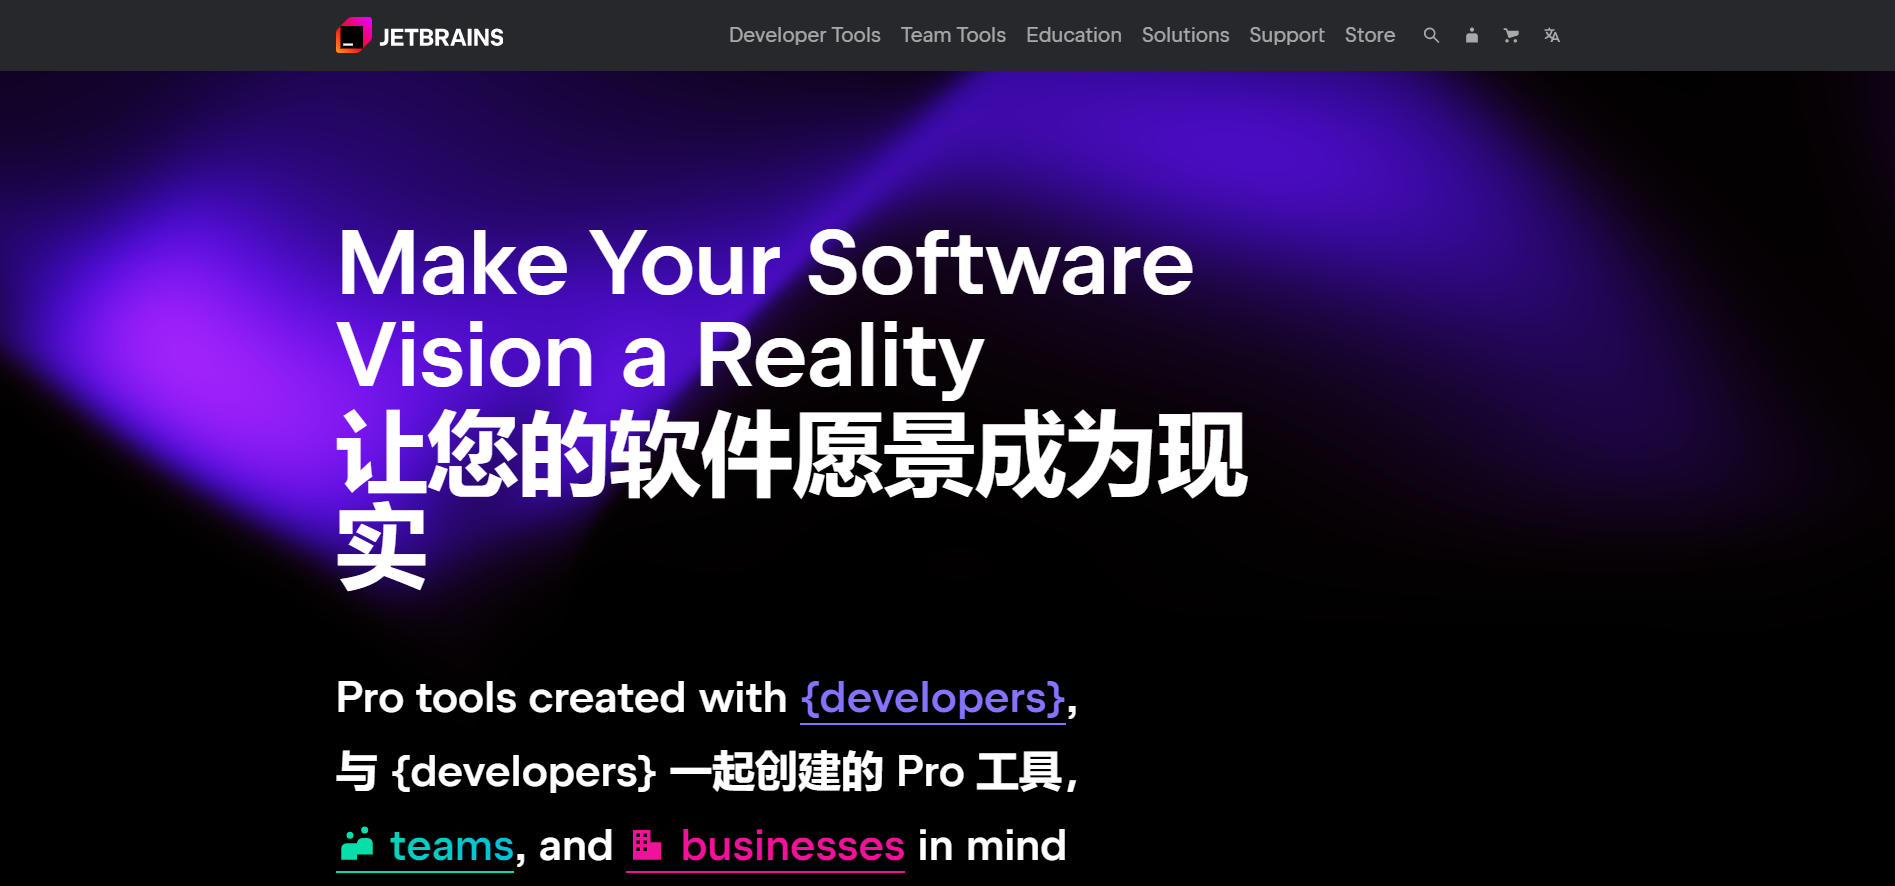 JETBRAINS Developer Tools Team Tools Education Solutions Support Store
Make Your Software
Vision a Reality
让您的软件愿景成为现
实
Pro tools created with {developers},
与 {developers} 一起创建的 Pro 工具，
teams, and businesses in mind